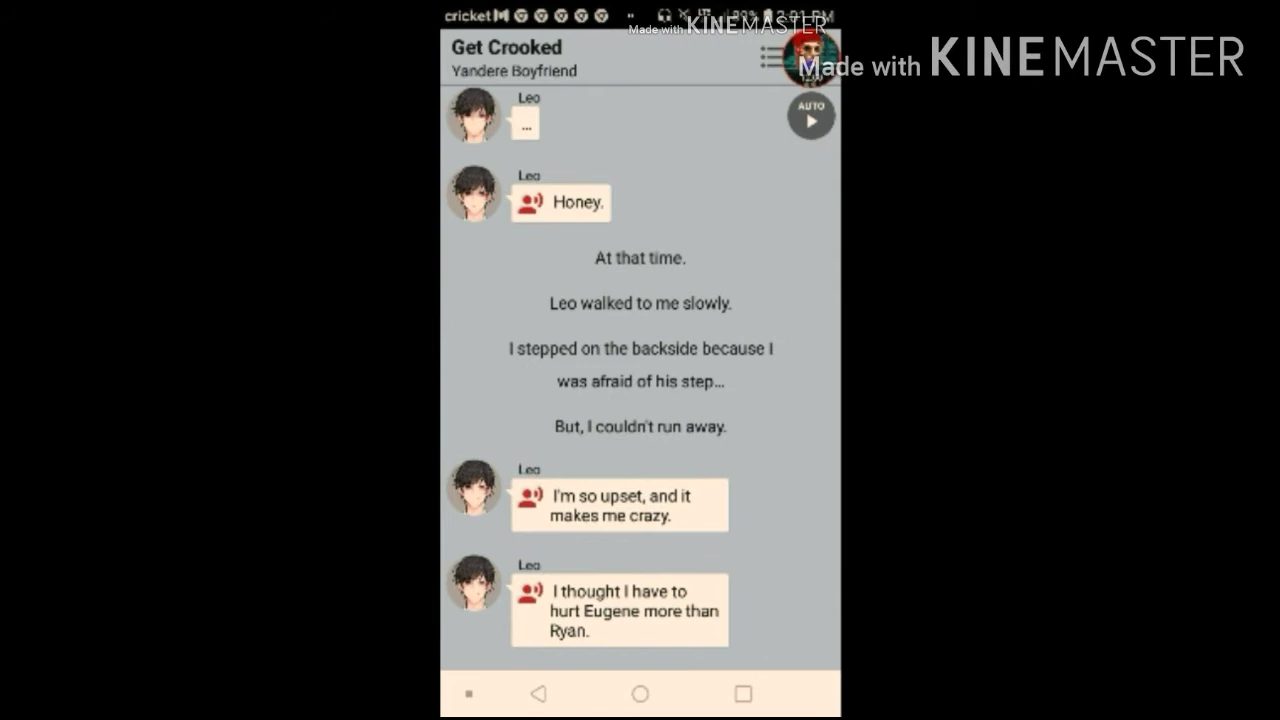 cricket
Made with KINEMASTER
Made with KINEMASTER
Get Crooked
Yandere Boyfriend
AUTO
Leo
...
Leo
Honey.
At that time.
Leo walked to me slowly.
I stepped on the backside because I
was afraid of his step...
But, I couldn't run away.
Leo
I'm so upset, and it
makes me crazy.
Leo
I thought I have to
hurt Eugene more than
Ryan.